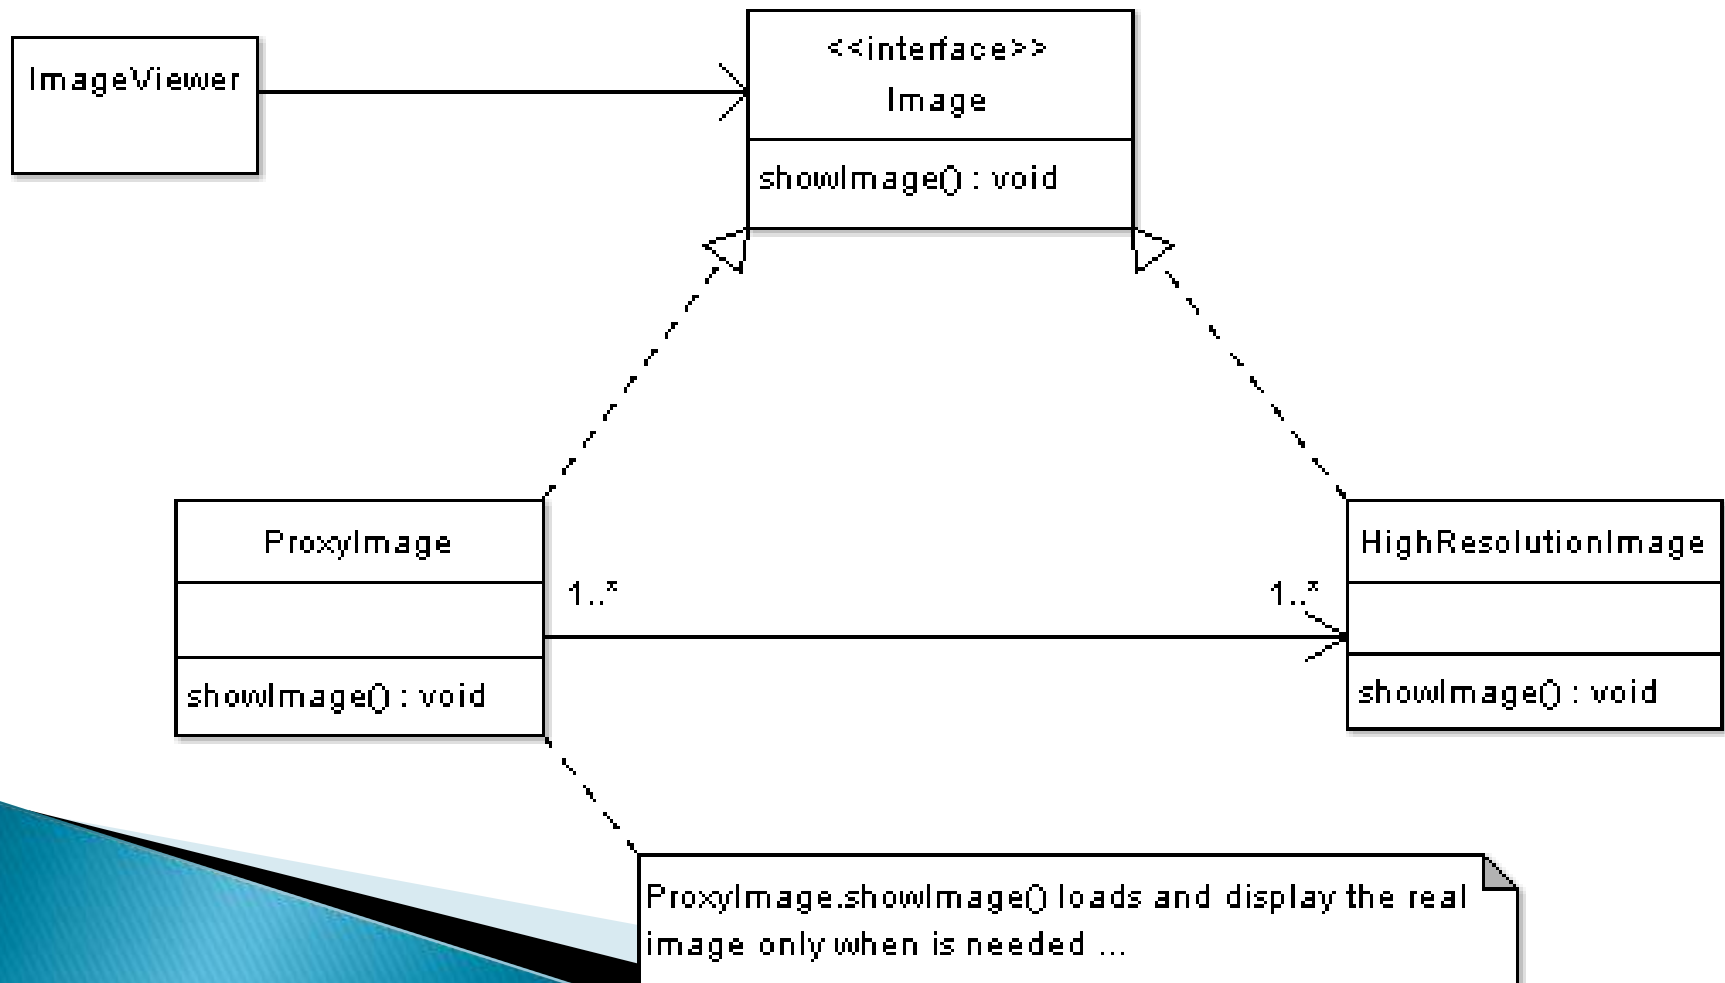 ImageViewer
<<interface>>
Image
showImage() : void
ProxyImage
showImage() : void
1..*
1..*
HighResolutionImage
showImage() : void
ProxyImage.showImage() loads and display the real
image only when is needed ...